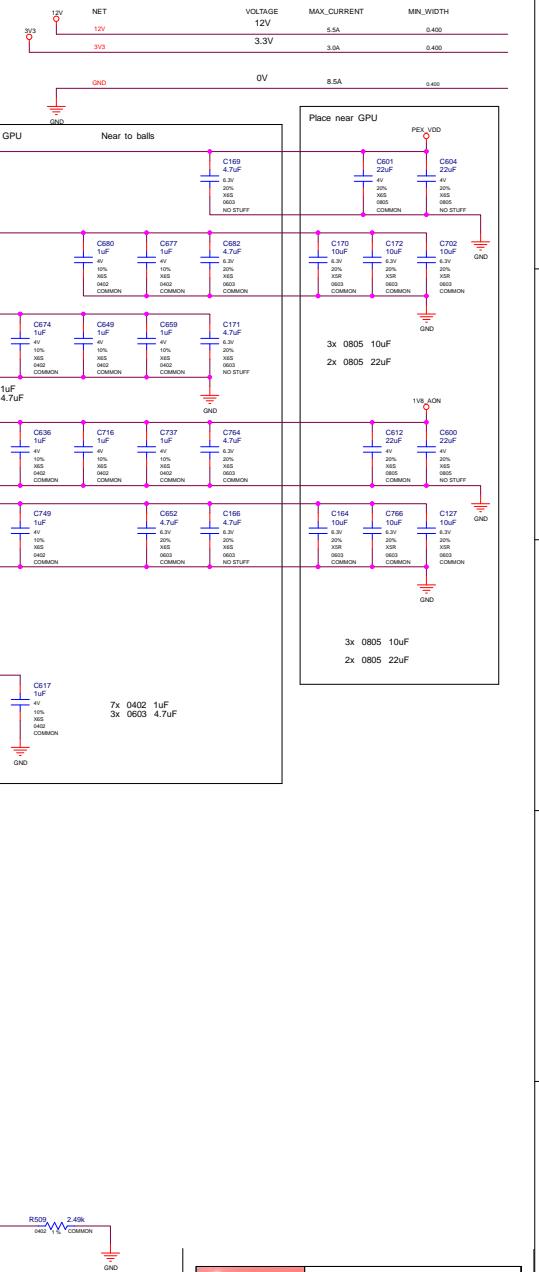 12V NET VOLTAGE MAX_CURRENT MIN_WIDTH
3V3 12V 12V 5.5A 0.400
3V3 3.3V 3.0A 0.400
GND 0V 8.5A 0.400
GND
GPU Near to balls
Place near GPU
PEX_VDD
C169 C601 C604
4.7uF 22uF 22uF
6.3V 4V 4V
20% 20% 20%
X6S X6S X6S
0603 0805 0805
NO STUFF COMMON NO STUFF
GND
C680 C677 C682 C170 C172 C702
1uF 1uF 4.7uF 10uF 10uF 10uF
4V 4V 6.3V 6.3V 6.3V 6.3V
10% 10% 20% 20% 20% 20%
X6S X6S X6S X5R X5R X5R
0402 0402 0603 0603 0603 0603
COMMON COMMON COMMON COMMON COMMON COMMON
GND
C674 C649 C659 C171
1uF 1uF 1uF 4.7uF
4V 4V 4V 6.3V
10% 10% 10% 20%
X6S X6S X6S X6S
0402 0402 0402 0603
COMMON COMMON COMMON NO STUFF
3x 0805 10uF
2x 0805 22uF
1uF
4.7uF
GND
1V8_AON
C636 C716 C737 C764 C612 C600
1uF 1uF 1uF 4.7uF 22uF 22uF
4V 4V 4V 6.3V 4V 4V
10% 10% 10% 20% 20% 20%
X6S X6S X6S X6S X6S X6S
0402 0402 0402 0603 0805 0805
COMMON COMMON COMMON COMMON COMMON NO STUFF
GND
C749 C652 C166 C164 C766 C127
1uF 4.7uF 4.7uF 10uF 10uF 10uF
4V 6.3V 6.3V 6.3V 6.3V 6.3V
10% 20% 20% 20% 20% 20%
X6S X6S X6S X5R X5R X5R
0402 0603 0603 0603 0603 0603
COMMON COMMON NO STUFF COMMON COMMON COMMON
GND
3x 0805 10uF
2x 0805 22uF
C617
1uF
4V
10%
X6S
0402
COMMON
GND
7x 0402 1uF
3x 0603 4.7uF
R509 2.49k
0402 1% COMMON
GND